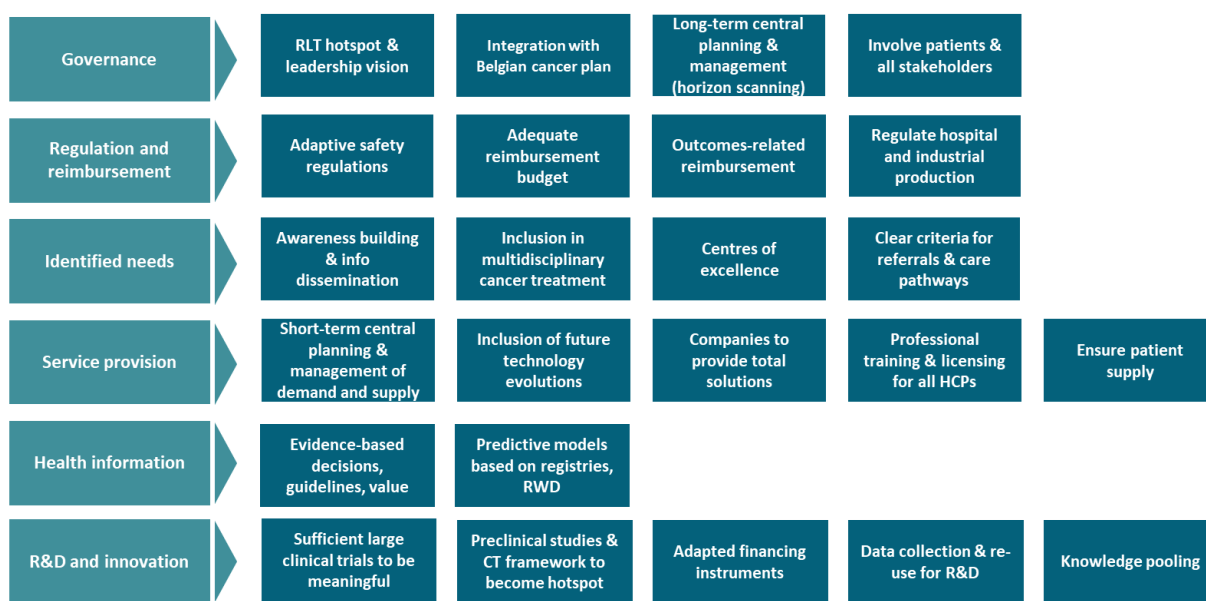 Governance
RLT hotspot &
leadership vision
Integration with
Belgian cancer plan
Long-term central
planning &
management
(horizon scanning)
Involve patients &
all stakeholders
Regulation and
reimbursement
Adaptive safety
regulations
Adequate
reimbursement
budget
Outcomes-related
reimbursement
Regulate hospital
and industrial
production
Identified needs
Awareness building
& info
dissemination
Inclusion in
multidisciplinary
cancer treatment
Centres of
excellence
Clear criteria for
referrals & care
pathways
Service provision
Short-term central
planning &
management of
demand and supply
Inclusion of future
technology
evolutions
Companies to
provide total
solutions
Professional
training & licensing
for all HCPs
Ensure patient
supply
Health information
Evidence-based
decisions,
guidelines, value
Predictive models
based on registries,
RWD
R&D and innovation
Sufficient large
clinical trials to be
meaningful
Preclinical studies &
CT framework to
become hotspot
Adapted financing
instruments
Data collection & re-
use for R&D
Knowledge pooling